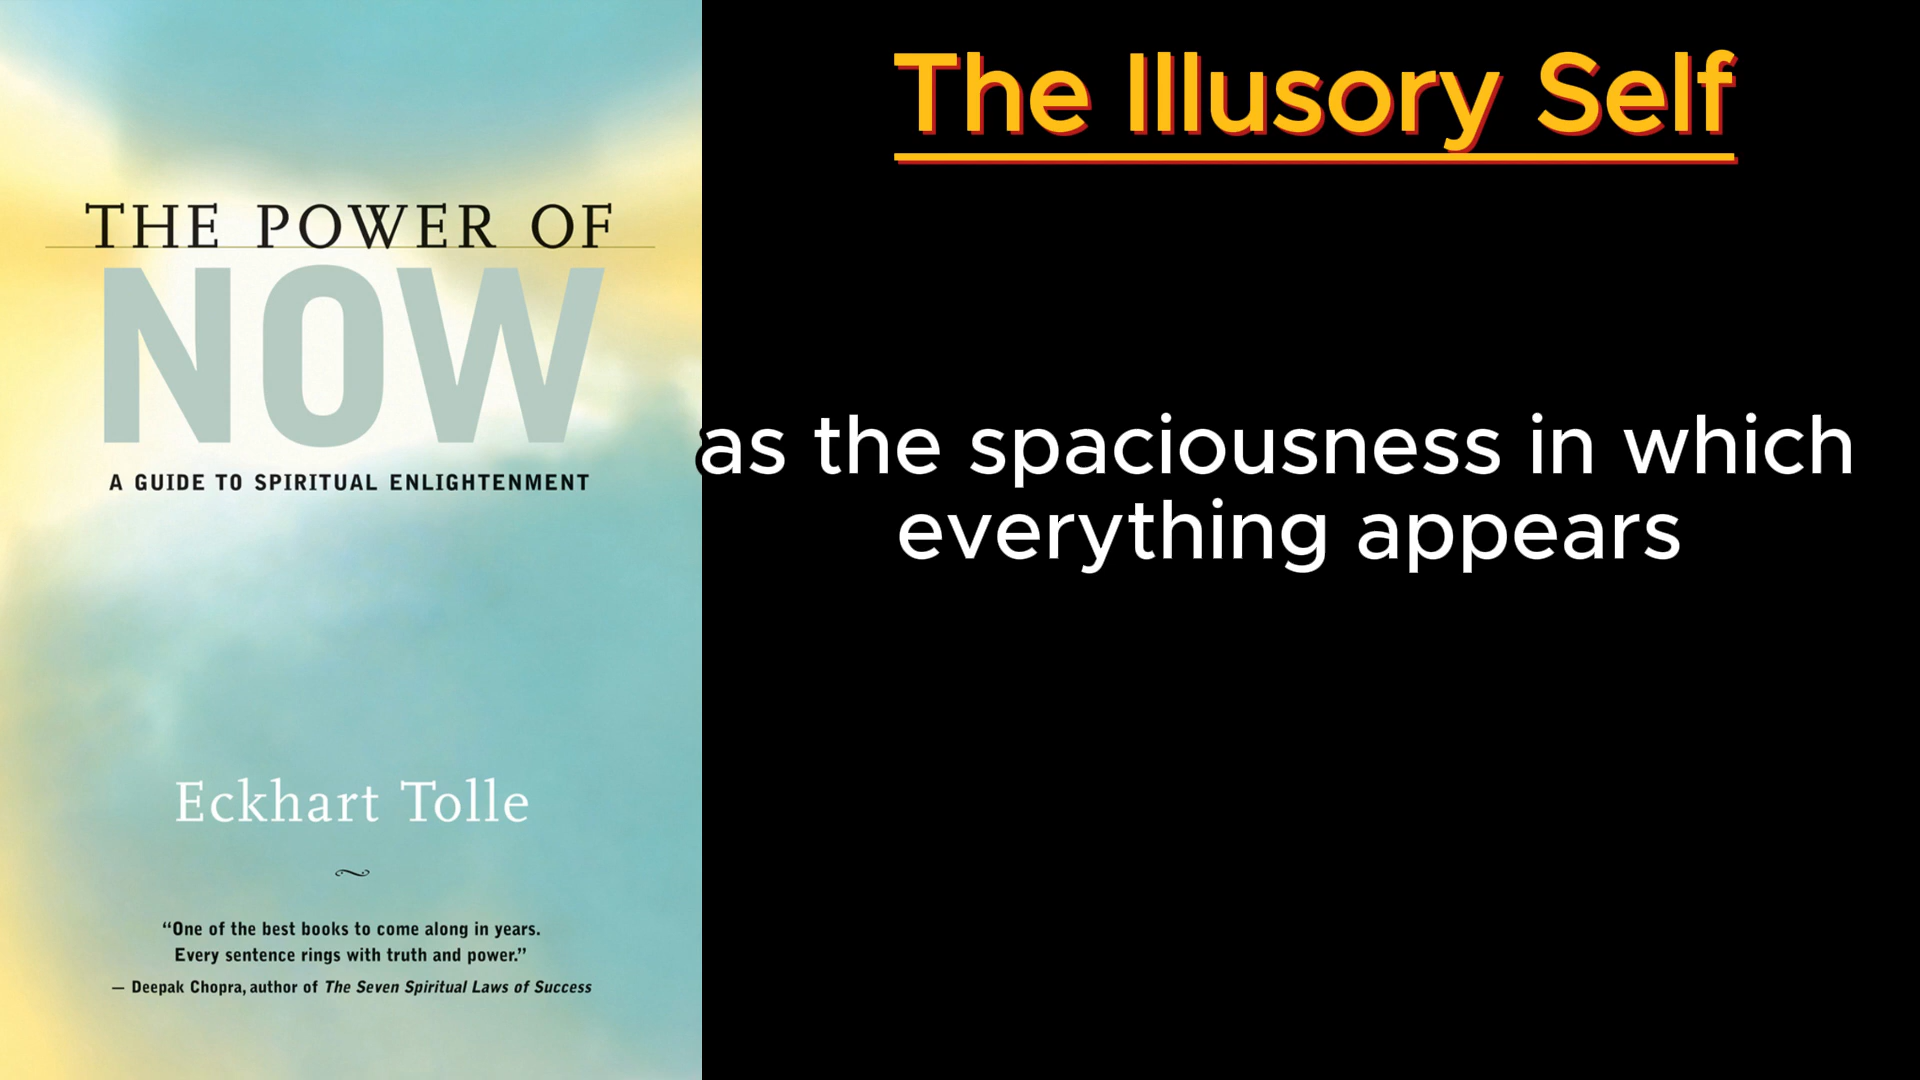 THE POWER OF
NOW
A GUIDE TO SPIRITUAL ENLIGHTENMENT
Eckhart Tolle
“One of the best books to come along in years.
Every sentence rings with truth and power.”
— Deepak Chopra, author of The Seven Spiritual Laws of Success
The Illusory Self
as the spaciousness in which
everything appears